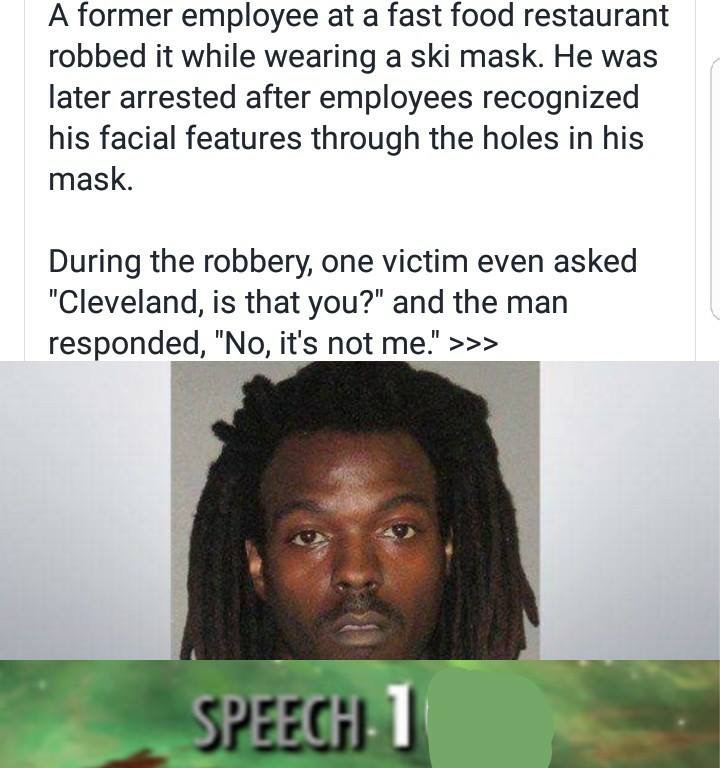 A former employee at a fast food restaurant
robbed it while wearing a ski mask. He was
later arrested after employees recognized
his facial features through the holes in his
mask.
During the robbery, one victim even asked
"Cleveland, is that you?" and the man
responded, "No, it's not me." >>>
SPEECH 1